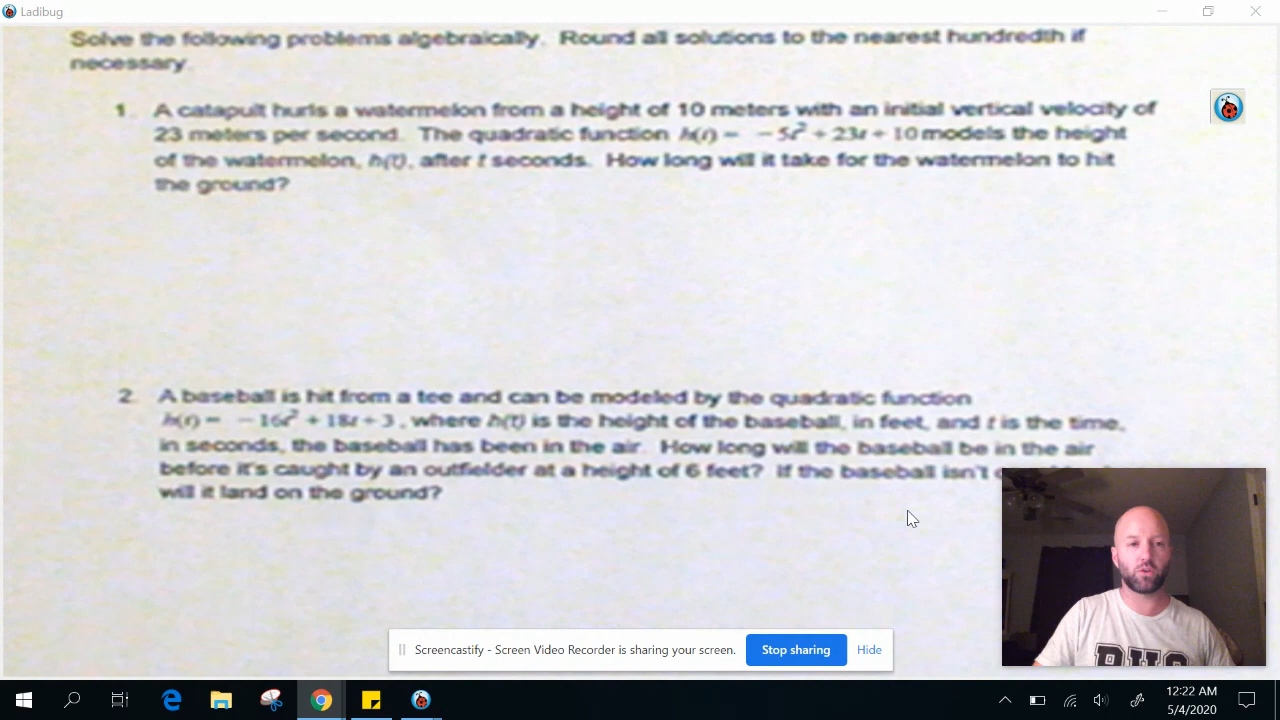 Ladibug
Solve the following problems algebraically. Round all solutions to the nearest hundredth if
necessary.
1. A catapult hurls a watermelon from a height of 10 meters with an initial vertical velocity of
23 meters per second. The quadratic function h(t) = −5t² + 23t + 10 models the height
of the watermelon, h(t), after t seconds. How long will it take for the watermelon to hit
the ground?
2. A baseball is hit from a tee and can be modeled by the quadratic function
h(t) = −16t² + 18t + 3, where h(t) is the height of the baseball, in feet, and t is the time,
in seconds, the baseball has been in the air. How long will the baseball be in the air
before it's caught by an outfielder at a height of 6 feet? If the baseball isn't
will it land on the ground?
Screencastify - Screen Video Recorder is sharing your screen.
Stop sharing
Hide
12:22 AM
5/4/2020